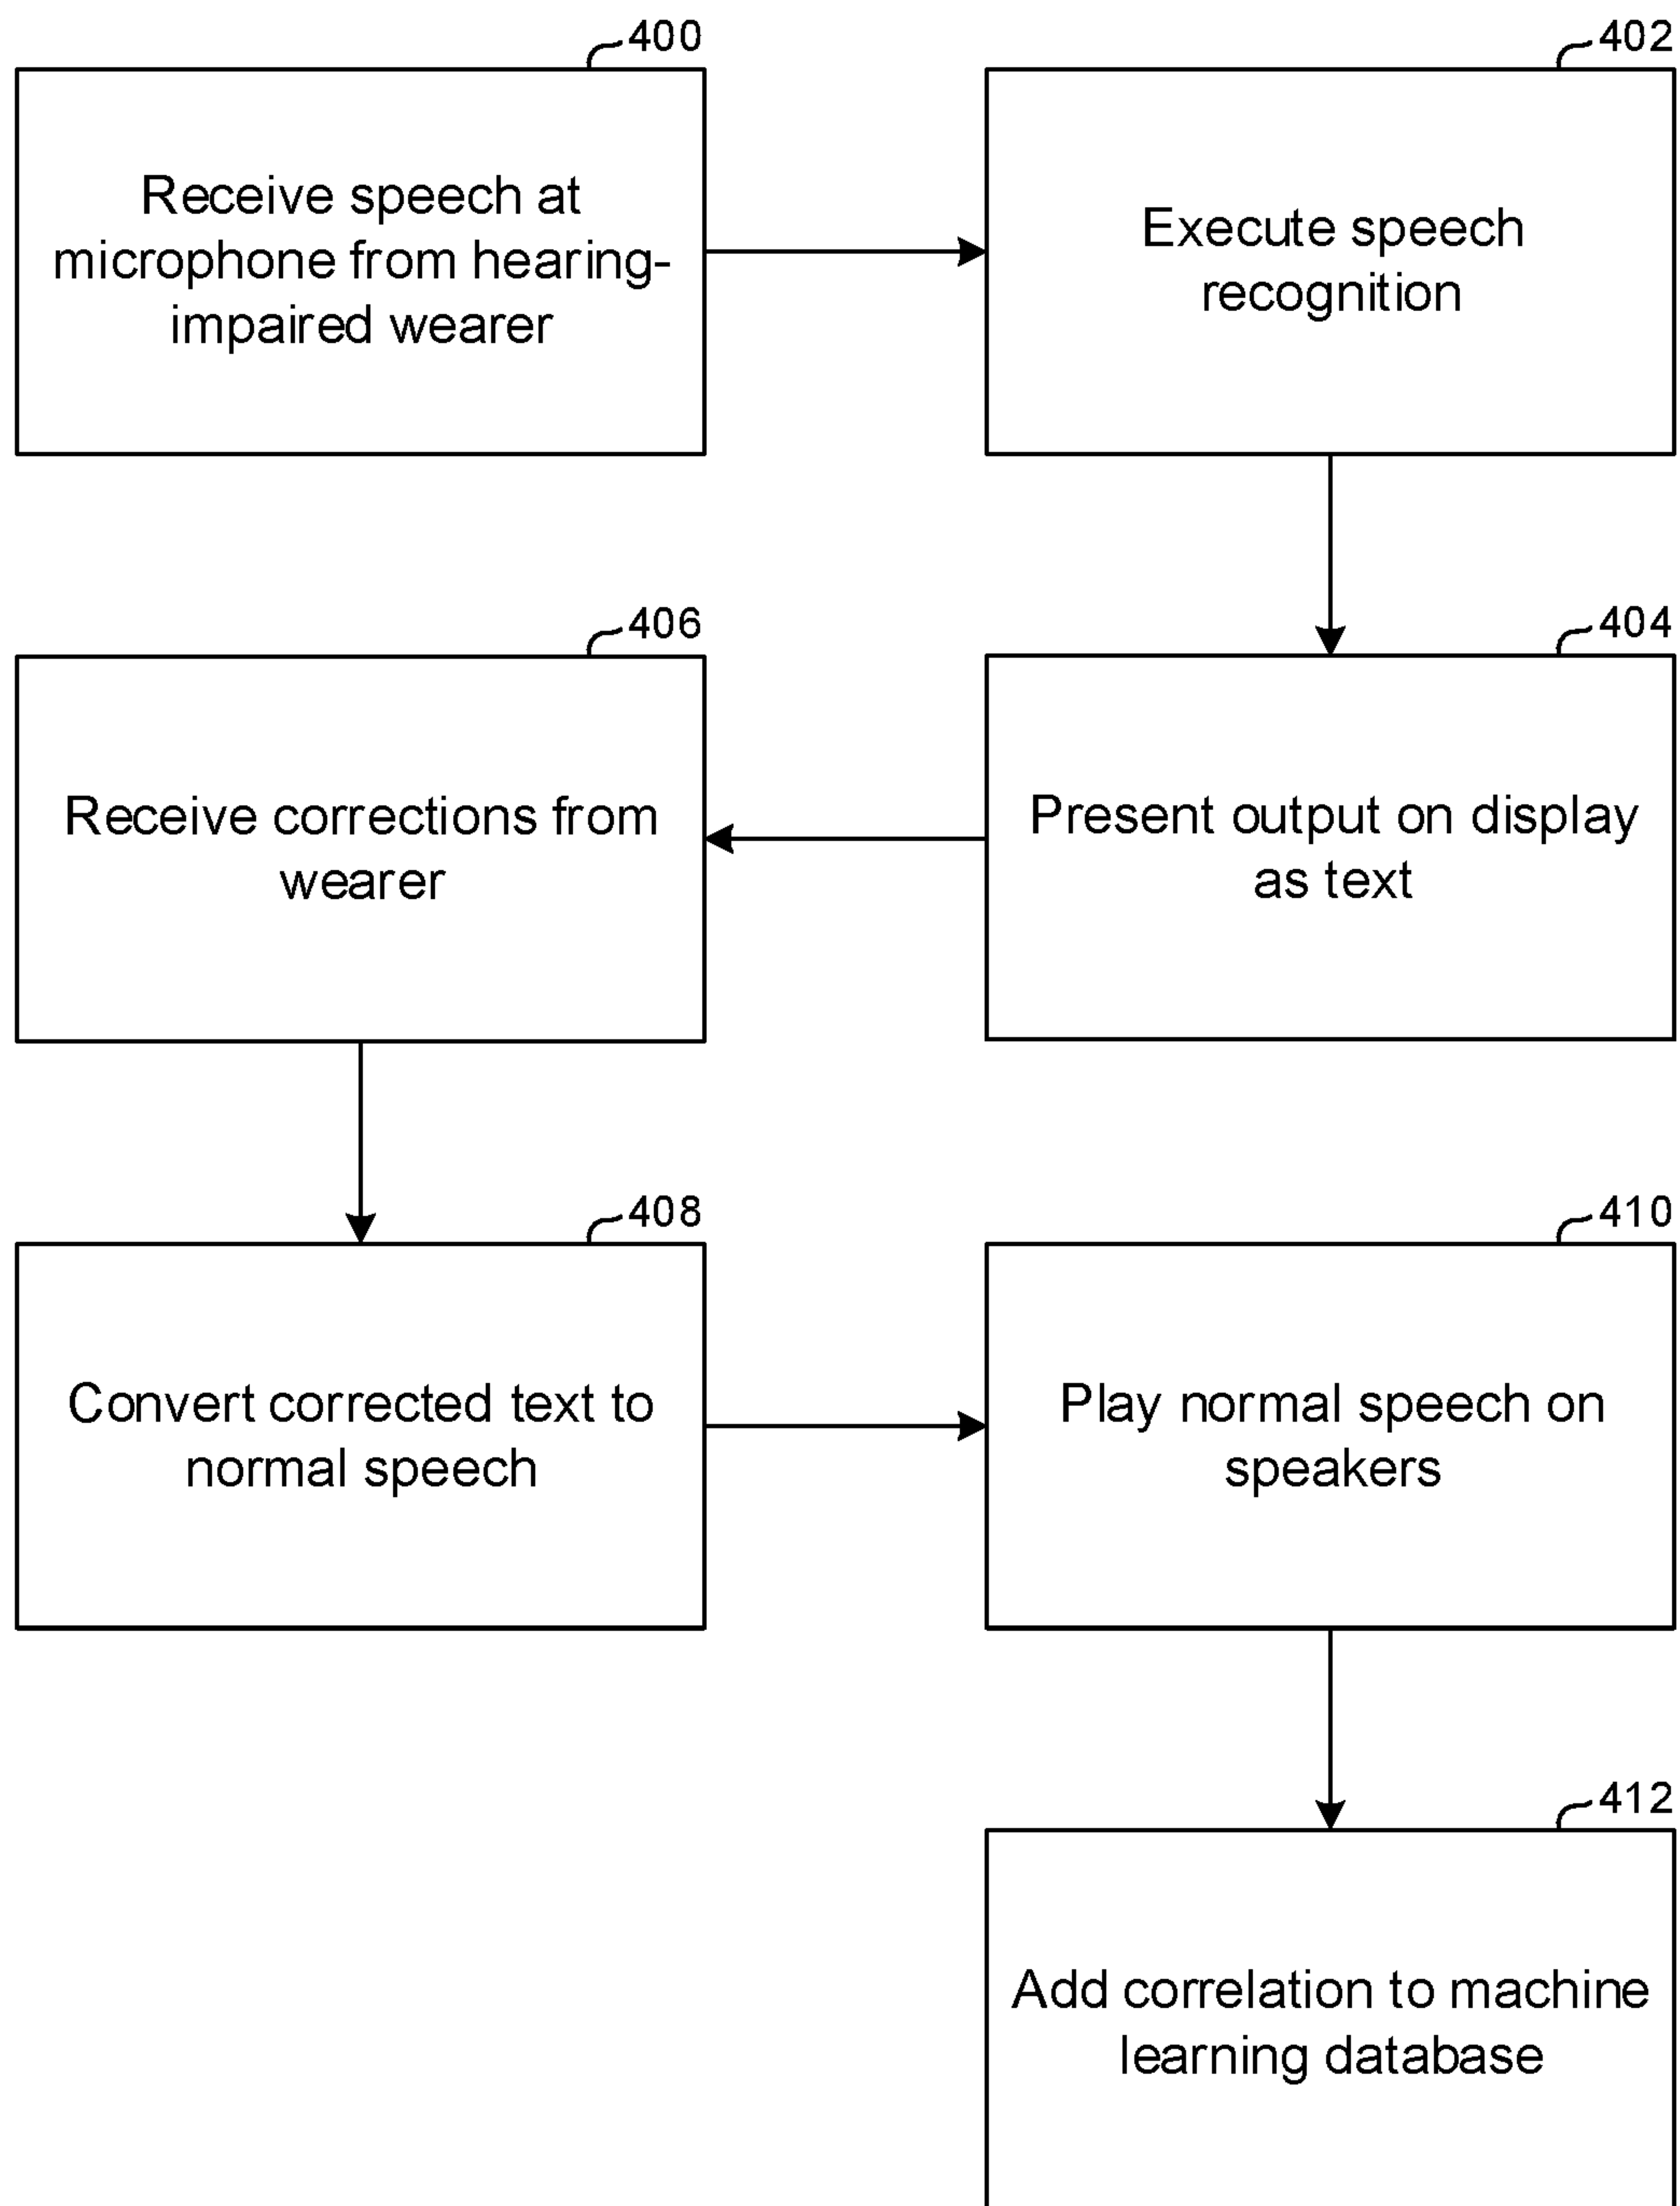 400
Receive speech at
microphone from hearing-
impaired wearer
402
Execute speech
recognition
404
Present output on display
as text
406
Receive corrections from
wearer
408
Convert corrected text to
normal speech
410
Play normal speech on
speakers
412
Add correlation to machine
learning database